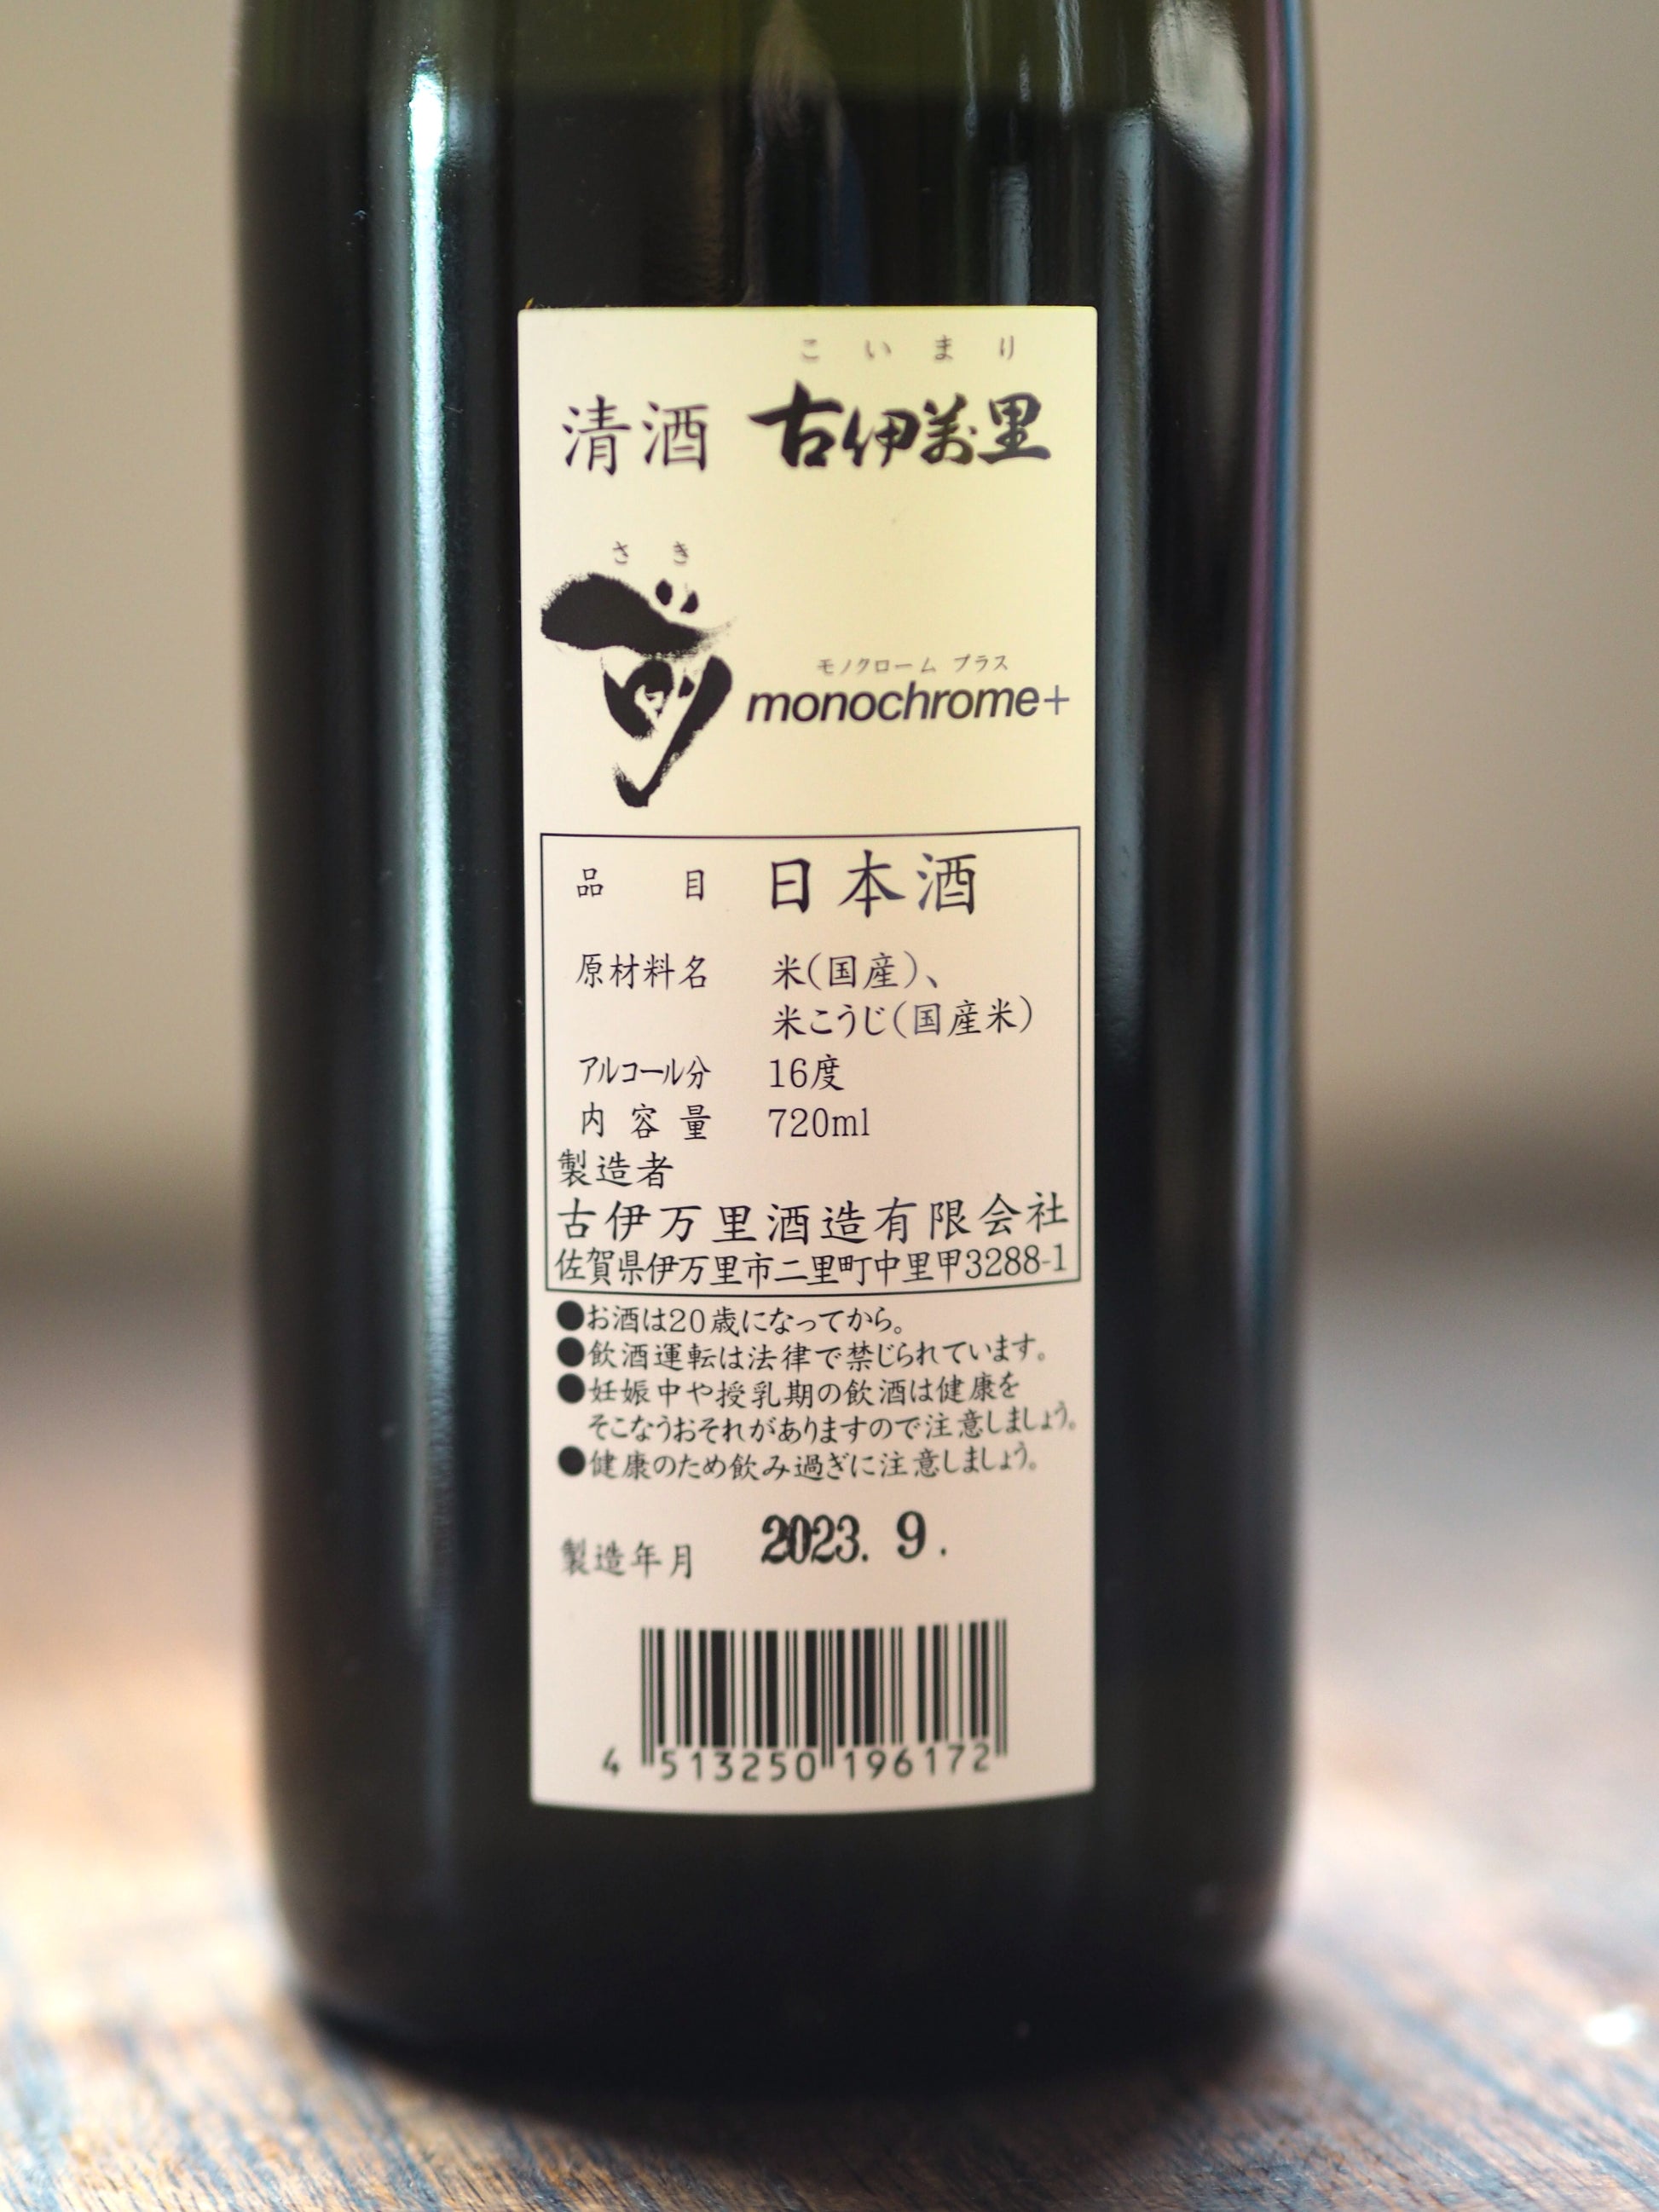 こいまり
清酒 古伊萬里
さき
前
モノクローム プラス
monochrome+
品目 日本酒
原材料名 米(国産)、
米こうじ(国産米)
アルコール分 16度
内容量 720ml
製造者
古伊万里酒造有限会社
佐賀県伊万里市二里町中里甲3288-1
●お酒は20歳になってから。
●飲酒運転は法律で禁じられています。
●妊娠中や授乳期の飲酒は健康を
そこなうおそれがありますので注意しましょう。
●健康のため飲み過ぎに注意しましょう。
製造年月 2023. 9.
4 513250 196172